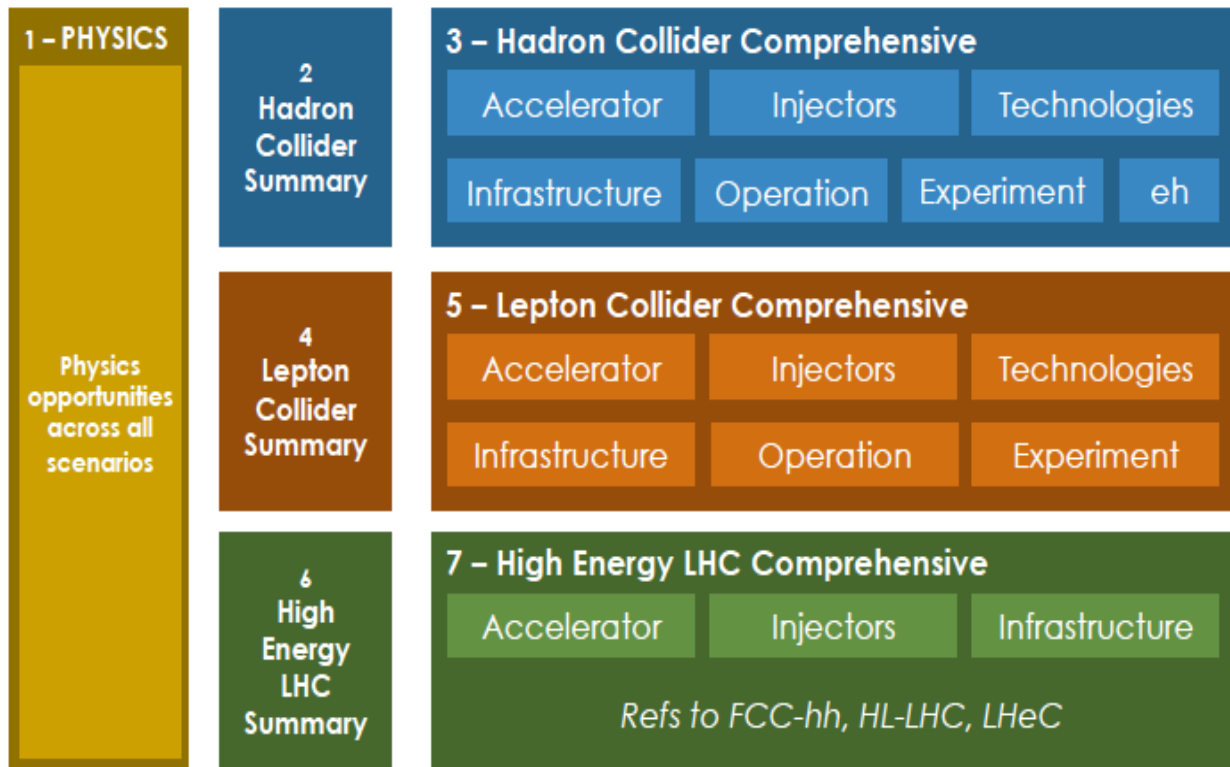 1 – PHYSICS
Physics
opportunities
across all
scenarios
2
Hadron
Collider
Summary
3 – Hadron Collider Comprehensive
Accelerator
Injectors
Technologies
Infrastructure
Operation
Experiment
eh
4
Lepton
Collider
Summary
5 – Lepton Collider Comprehensive
Accelerator
Injectors
Technologies
Infrastructure
Operation
Experiment
6
High
Energy
LHC
Summary
7 – High Energy LHC Comprehensive
Accelerator
Injectors
Infrastructure
Refs to FCC-hh, HL-LHC, LHeC